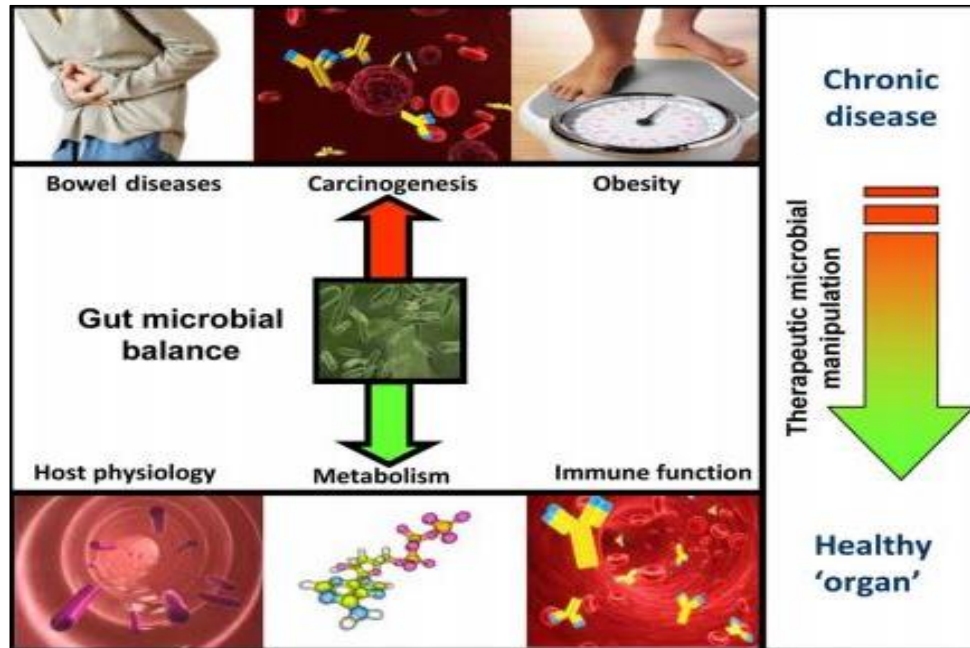 Bowel diseases
Carcinogenesis
Obesity
Gut microbial
balance
Host physiology
Metabolism
Immune function
Chronic
disease
Therapeutic microbial
manipulation
Healthy
‘organ’